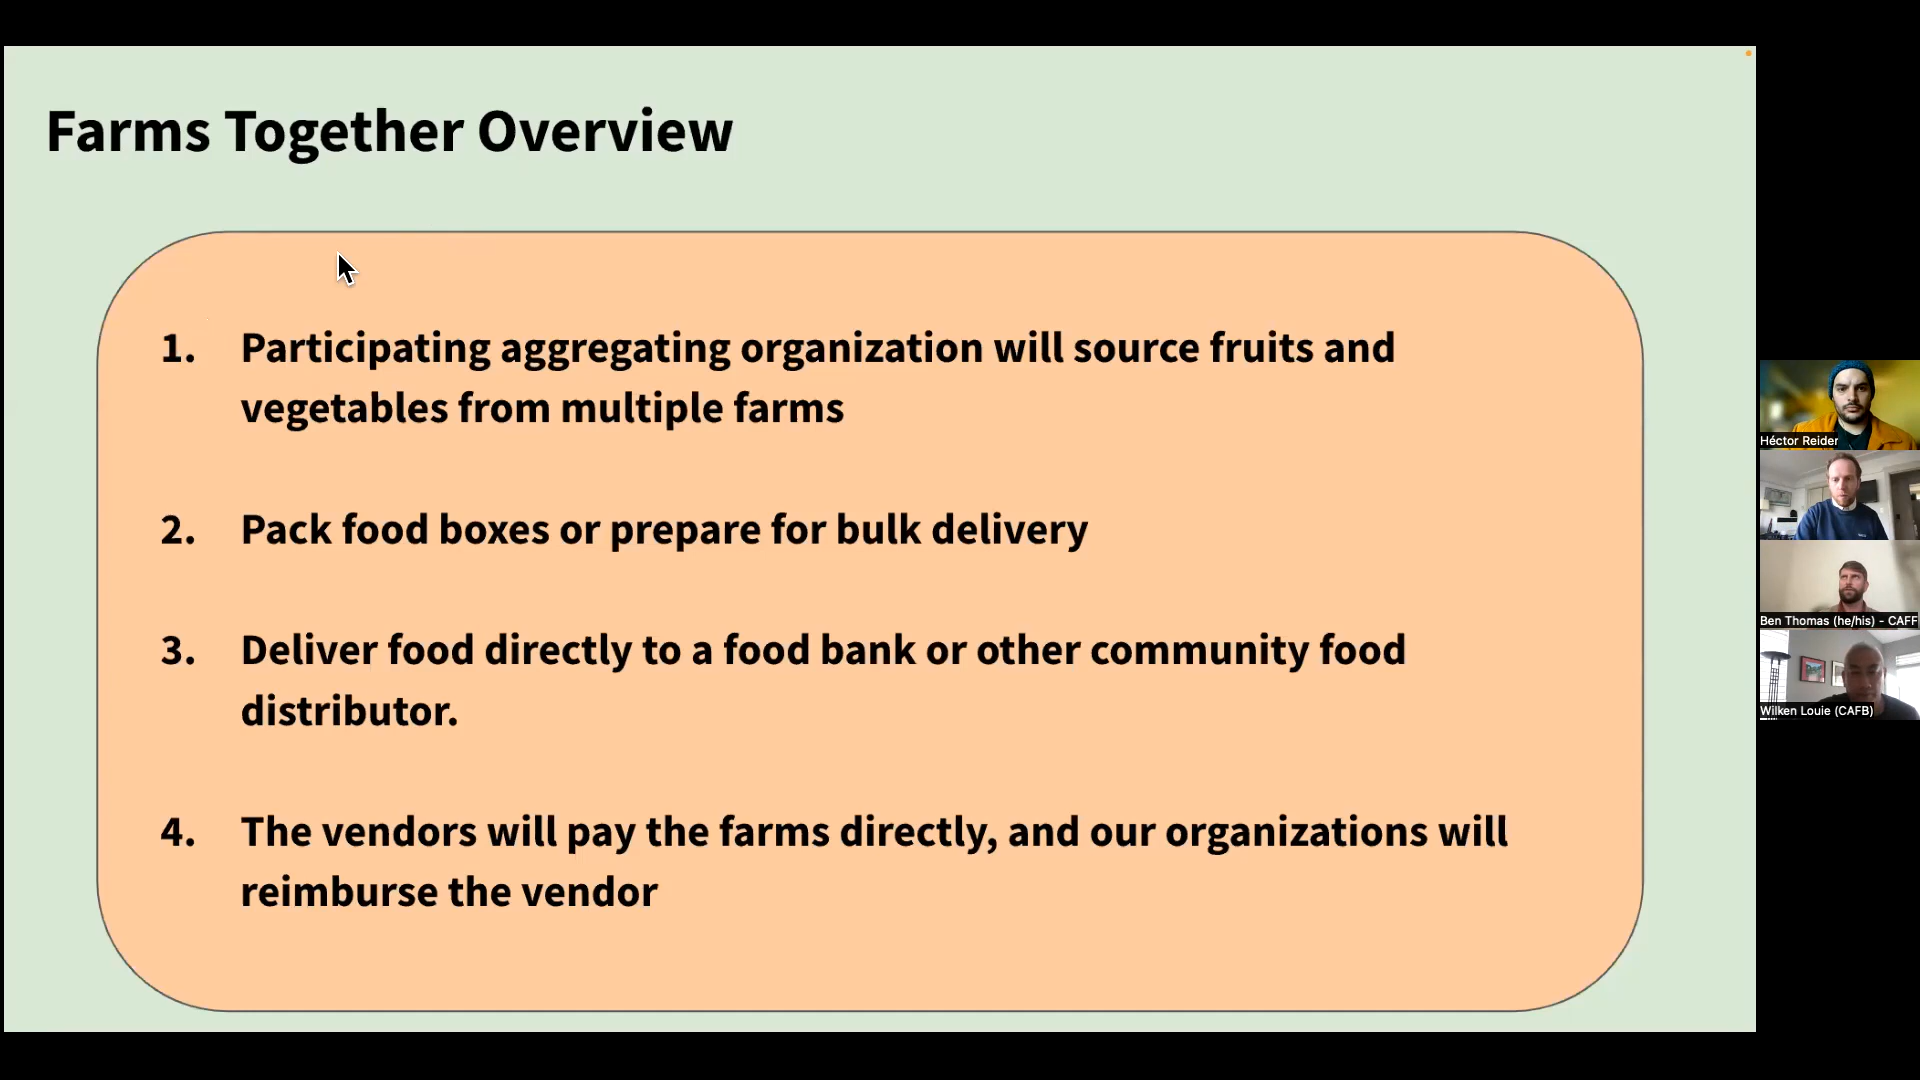 Farms Together Overview
1. Participating aggregating organization will source fruits and
vegetables from multiple farms
2. Pack food boxes or prepare for bulk delivery
3. Deliver food directly to a food bank or other community food
distributor.
4. The vendors will pay the farms directly, and our organizations will
reimburse the vendor
Héctor Reider
Ben Thomas (he/his) - CAFF
Wilken Louie (CAFB)